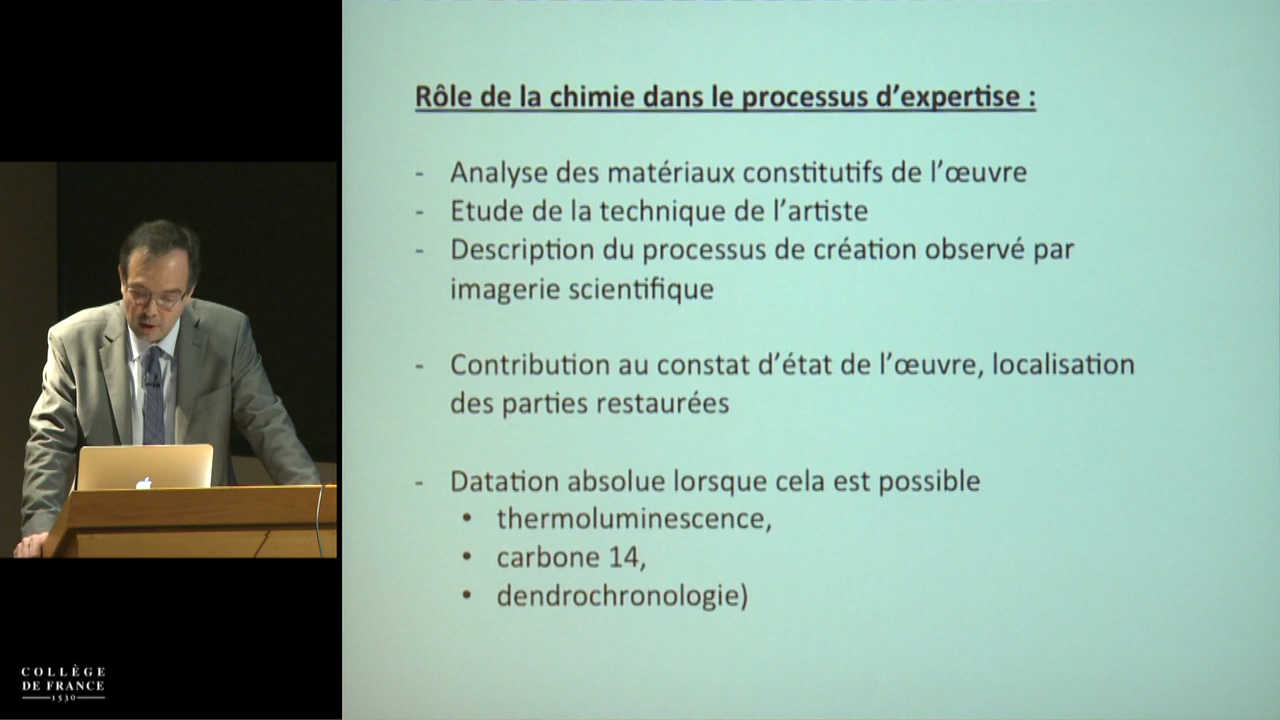 Rôle de la chimie dans le processus d'expertise :
- Analyse des matériaux constitutifs de l'œuvre
- Etude de la technique de l'artiste
- Description du processus de création observé par
imagerie scientifique
- Contribution au constat d'état de l'œuvre, localisation
des parties restaurées
- Datation absolue lorsque cela est possible
• thermoluminescence,
• carbone 14,
• dendrochronologie)
COLLÈGE
DE FRANCE
1530